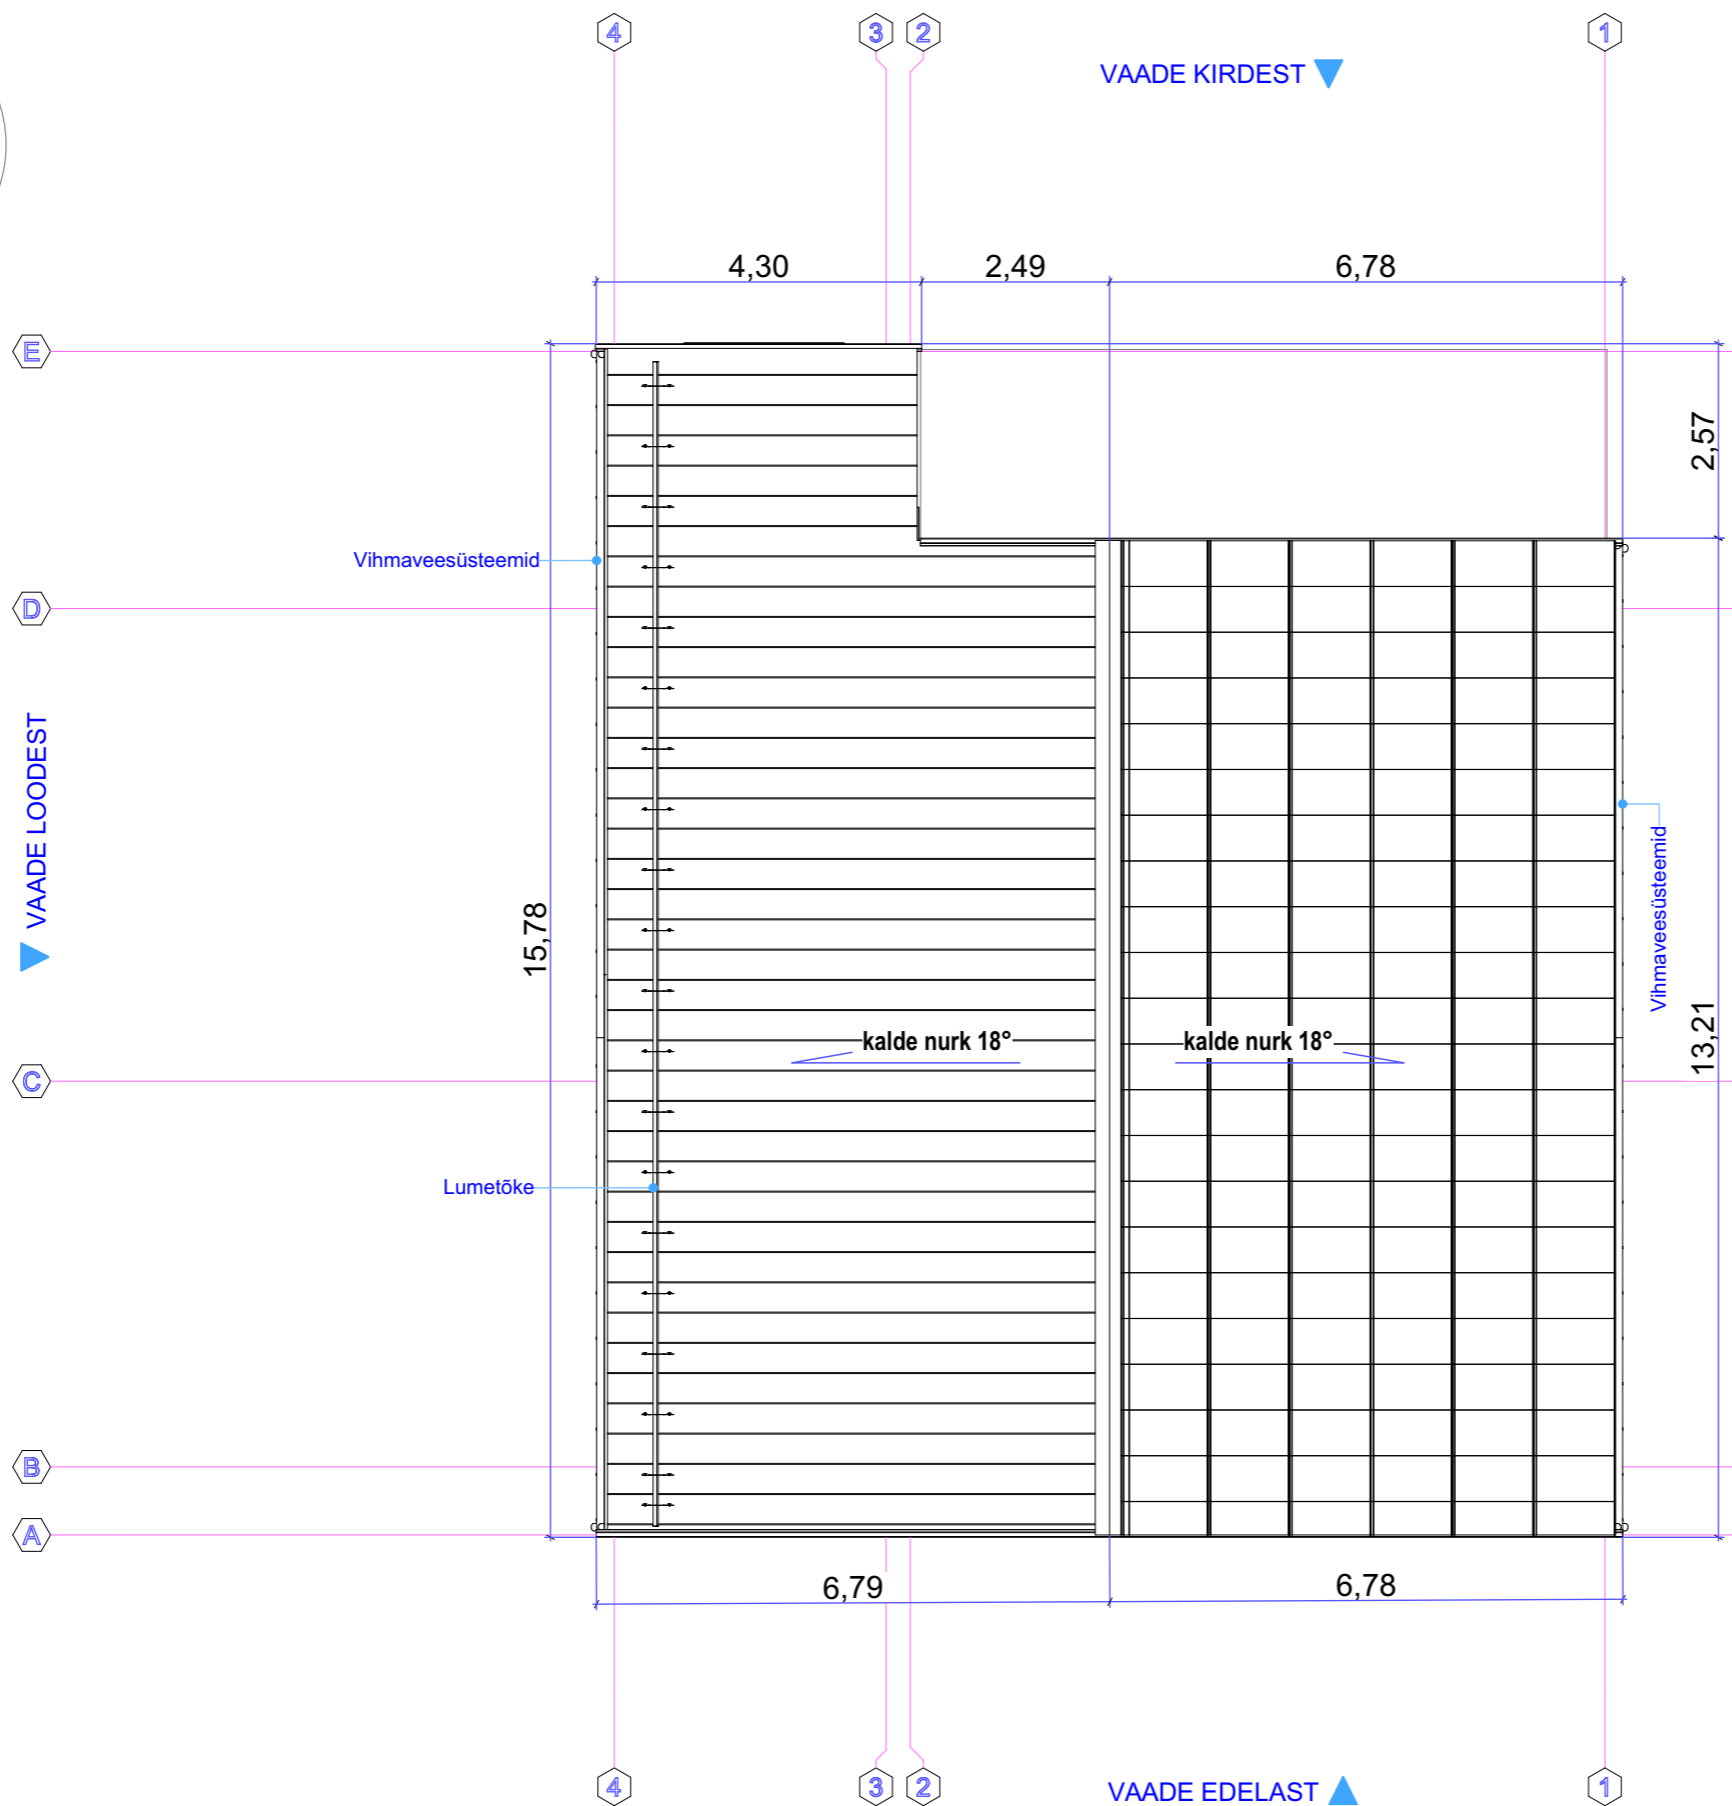 4
3
2
1
VAADE KIRDEST
4,30
2,49
6,78
E
2,57
Vihmaveesüsteemid
D
VAADE LOODEST
Vihmaveesüsteemid
15,78
13,21
kalde nurk 18°
kalde nurk 18°
C
Lumetõke
B
A
6,79
6,78
4
3
2
1
VAADE EDELAST